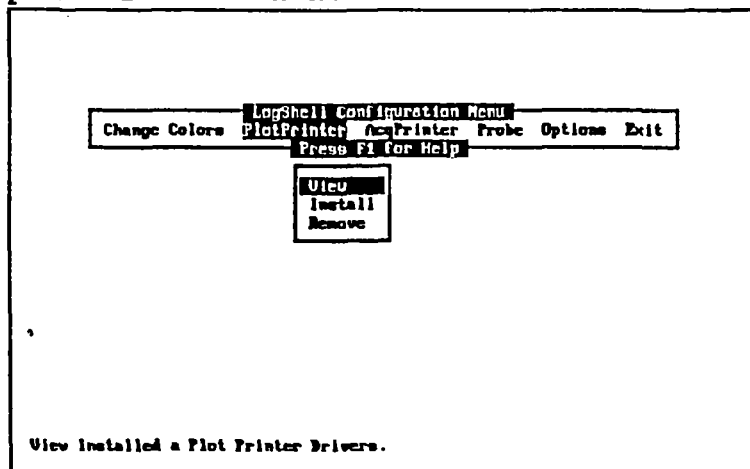 LogShell Configuration Menu
Change Colors PlotPrinter AcqPrinter Probe Options Exit
Press F1 for Help
View
Install
Remove
View Installed a Plot Printer Drivers.